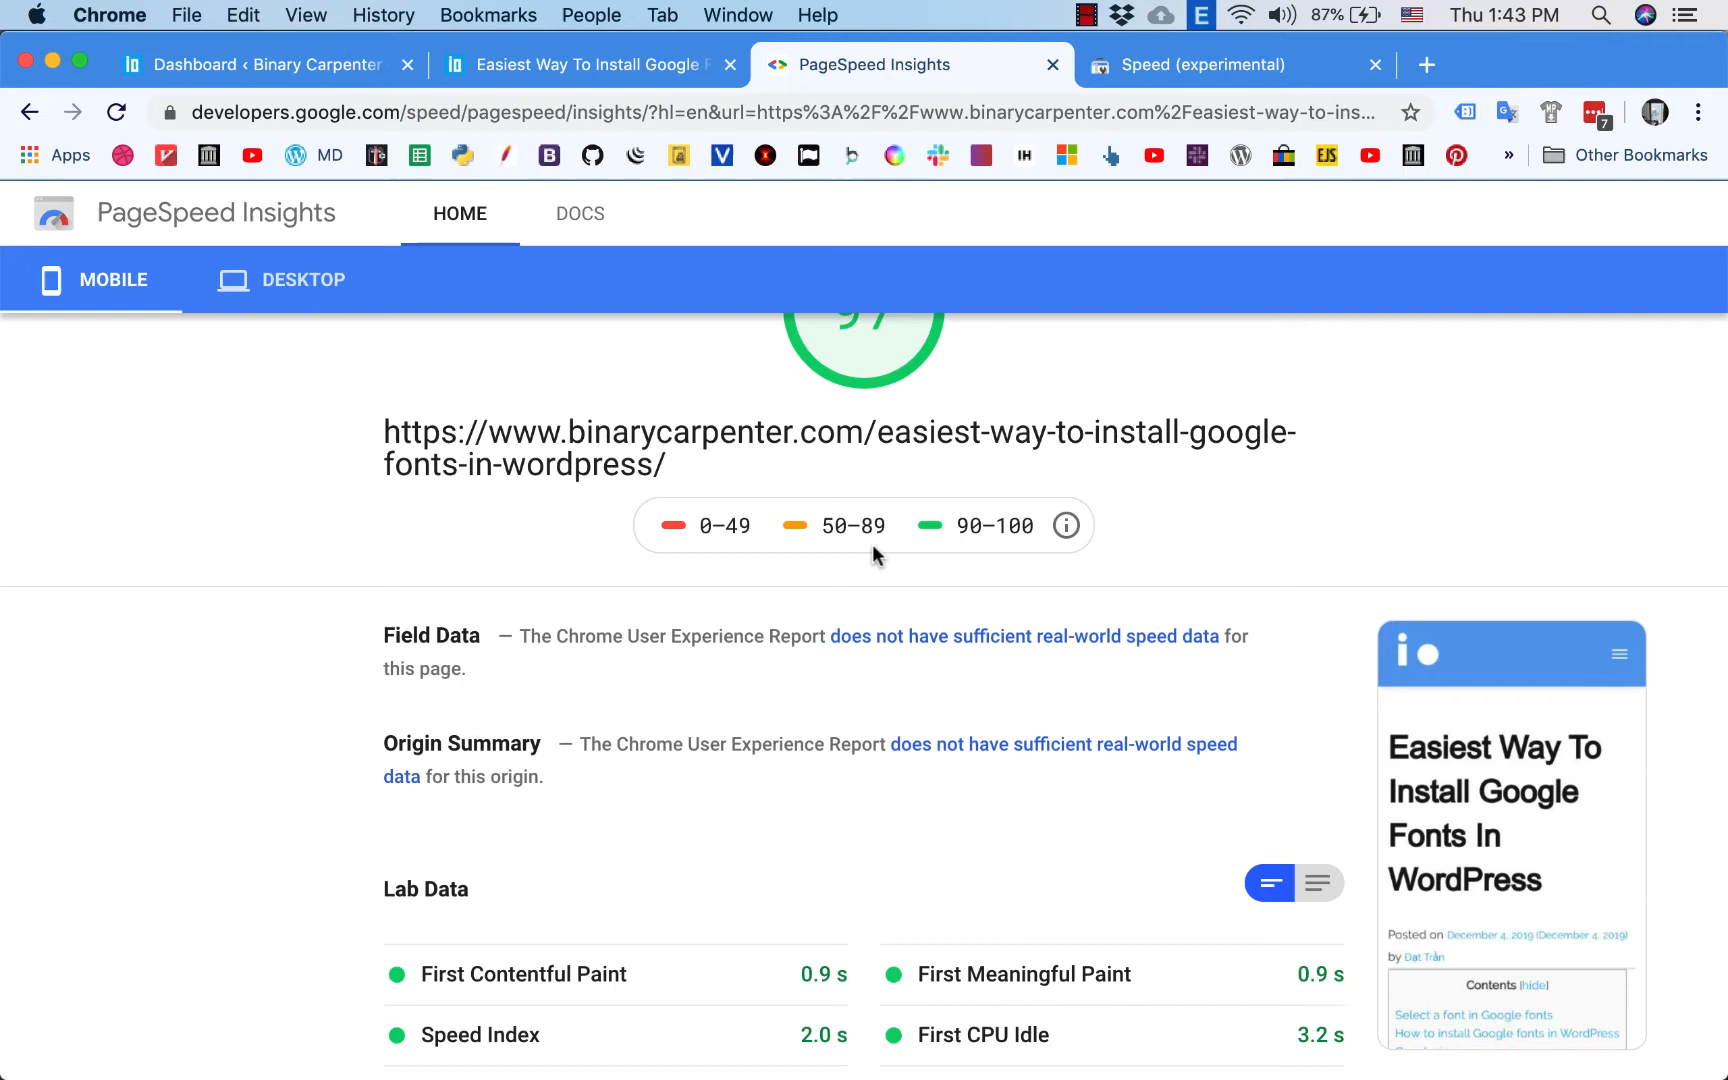 Chrome File Edit View History Bookmarks People Tab Window Help E 87% Thu 1:43 PM
io Dashboard ‹ Binary Carpenter io Easiest Way To Install Google F PageSpeed Insights Speed (experimental)
developers.google.com/speed/pagespeed/insights/?hl=en&url=https%3A%2F%2Fwww.binarycarpenter.com%2Feasiest-way-to-ins... 7
Apps MD B V IH EJS » Other Bookmarks
PageSpeed Insights HOME DOCS
MOBILE DESKTOP
97
https://www.binarycarpenter.com/easiest-way-to-install-google-
fonts-in-wordpress/
0–49 50–89 90–100
Field Data — The Chrome User Experience Report does not have sufficient real-world speed data for
this page.
Origin Summary — The Chrome User Experience Report does not have sufficient real-world speed
data for this origin.
Lab Data
First Contentful Paint 0.9 s First Meaningful Paint 0.9 s
Speed Index 2.0 s First CPU Idle 3.2 s
io
Easiest Way To
Install Google
Fonts In
WordPress
Posted on December 4, 2019 (December 4, 2019)
by Đạt Trần
Contents [hide]
Select a font in Google fonts
How to install Google fonts in WordPress